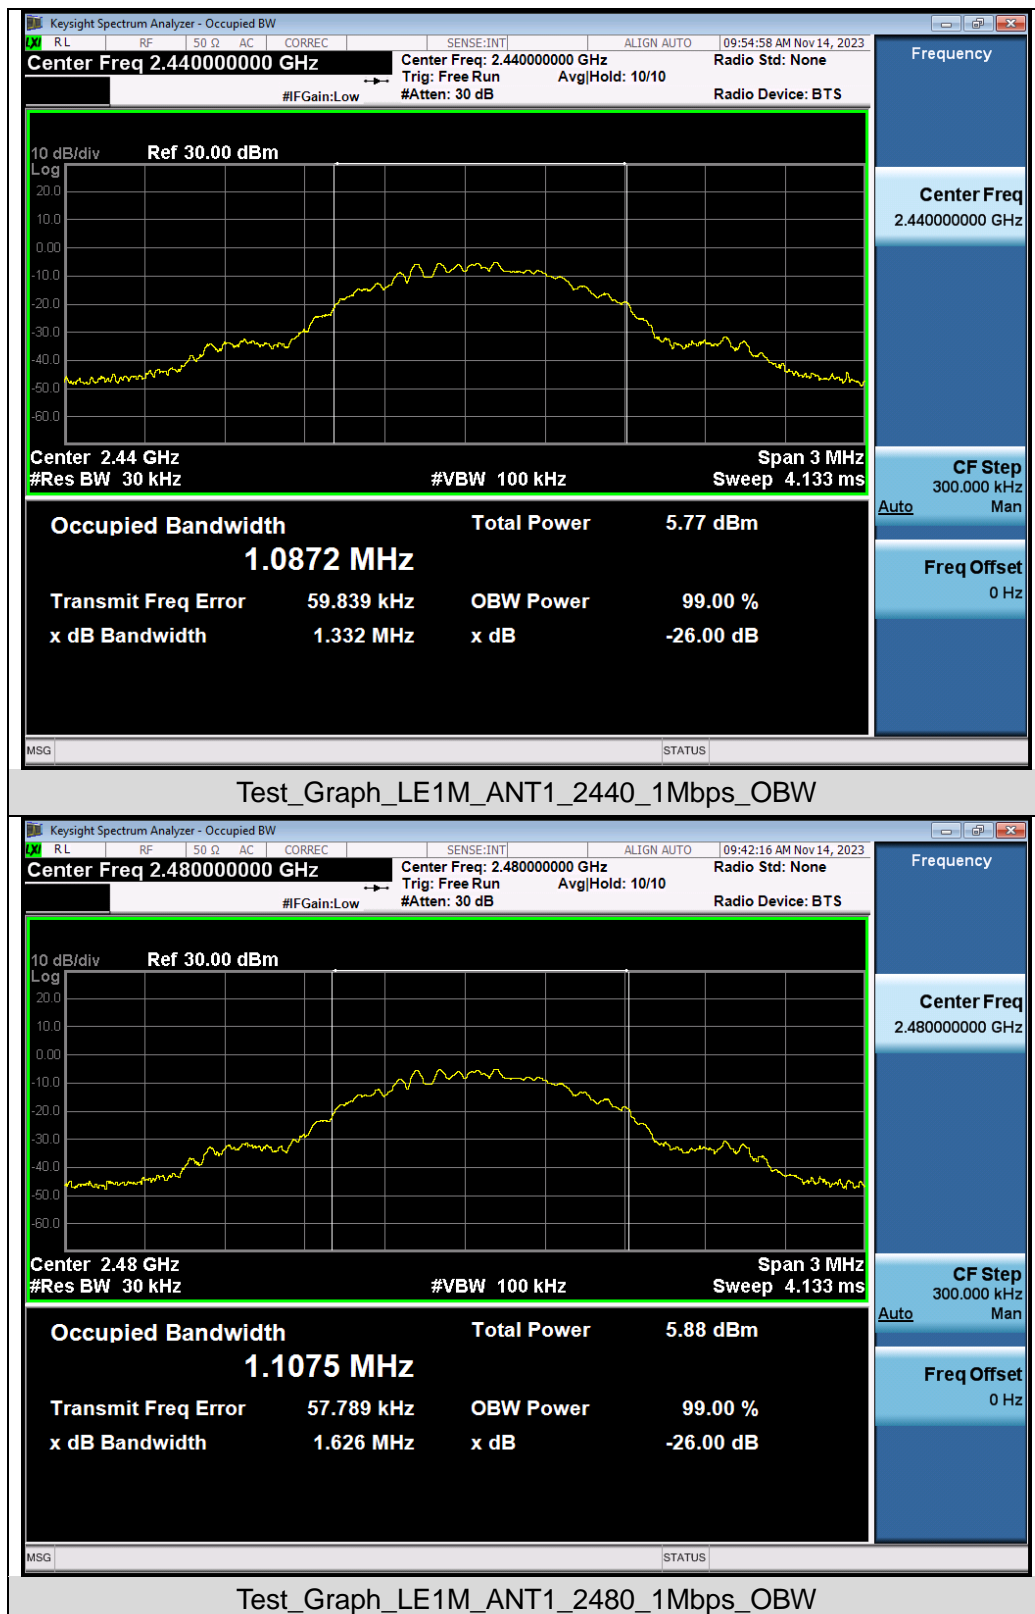 Keysight Spectrum Analyzer - Occupied BW
LXI RL RF 50 Ω AC CORREC SENSE:INT ALIGN AUTO 09:54:58 AM Nov 14, 2023
Center Freq 2.440000000 GHz
Center Freq: 2.440000000 GHz Radio Std: None
Trig: Free Run Avg|Hold: 10/10
#IFGain:Low #Atten: 30 dB Radio Device: BTS
Frequency
10 dB/div Ref 30.00 dBm
Log
20.0
10.0
0.00
-10.0
-20.0
-30.0
-40.0
-50.0
-60.0
Center 2.44 GHz Span 3 MHz
#Res BW 30 kHz #VBW 100 kHz Sweep 4.133 ms
Center Freq
2.440000000 GHz
CF Step
300.000 kHz
Auto Man
Freq Offset
0 Hz
Occupied Bandwidth Total Power 5.77 dBm
1.0872 MHz
Transmit Freq Error 59.839 kHz OBW Power 99.00 %
x dB Bandwidth 1.332 MHz x dB -26.00 dB
MSG STATUS
Test_Graph_LE1M_ANT1_2440_1Mbps_OBW
Keysight Spectrum Analyzer - Occupied BW
LXI RL RF 50 Ω AC CORREC SENSE:INT ALIGN AUTO 09:42:16 AM Nov 14, 2023
Center Freq 2.480000000 GHz
Center Freq: 2.480000000 GHz Radio Std: None
Trig: Free Run Avg|Hold: 10/10
#IFGain:Low #Atten: 30 dB Radio Device: BTS
Frequency
10 dB/div Ref 30.00 dBm
Log
20.0
10.0
0.00
-10.0
-20.0
-30.0
-40.0
-50.0
-60.0
Center 2.48 GHz Span 3 MHz
#Res BW 30 kHz #VBW 100 kHz Sweep 4.133 ms
Center Freq
2.480000000 GHz
CF Step
300.000 kHz
Auto Man
Freq Offset
0 Hz
Occupied Bandwidth Total Power 5.88 dBm
1.1075 MHz
Transmit Freq Error 57.789 kHz OBW Power 99.00 %
x dB Bandwidth 1.626 MHz x dB -26.00 dB
MSG STATUS
Test_Graph_LE1M_ANT1_2480_1Mbps_OBW